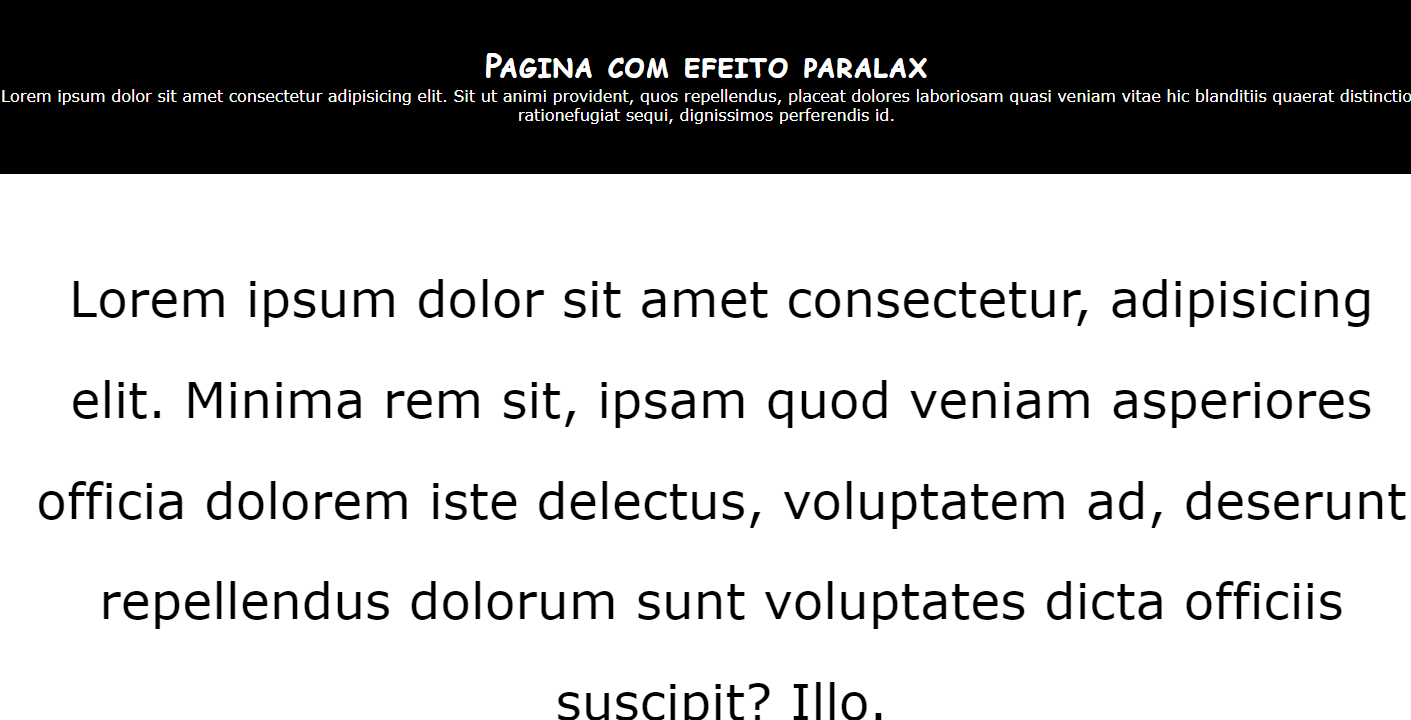 Pagina com efeito paralax
Lorem ipsum dolor sit amet consectetur adipisicing elit. Sit ut animi provident, quos repellendus, placeat dolores laboriosam quasi veniam vitae hic blanditiis quaerat distinctio
rationefugiat sequi, dignissimos perferendis id.
Lorem ipsum dolor sit amet consectetur, adipisicing
elit. Minima rem sit, ipsam quod veniam asperiores
officia dolorem iste delectus, voluptatem ad, deserunt
repellendus dolorum sunt voluptates dicta officiis
suscipit? Illo.